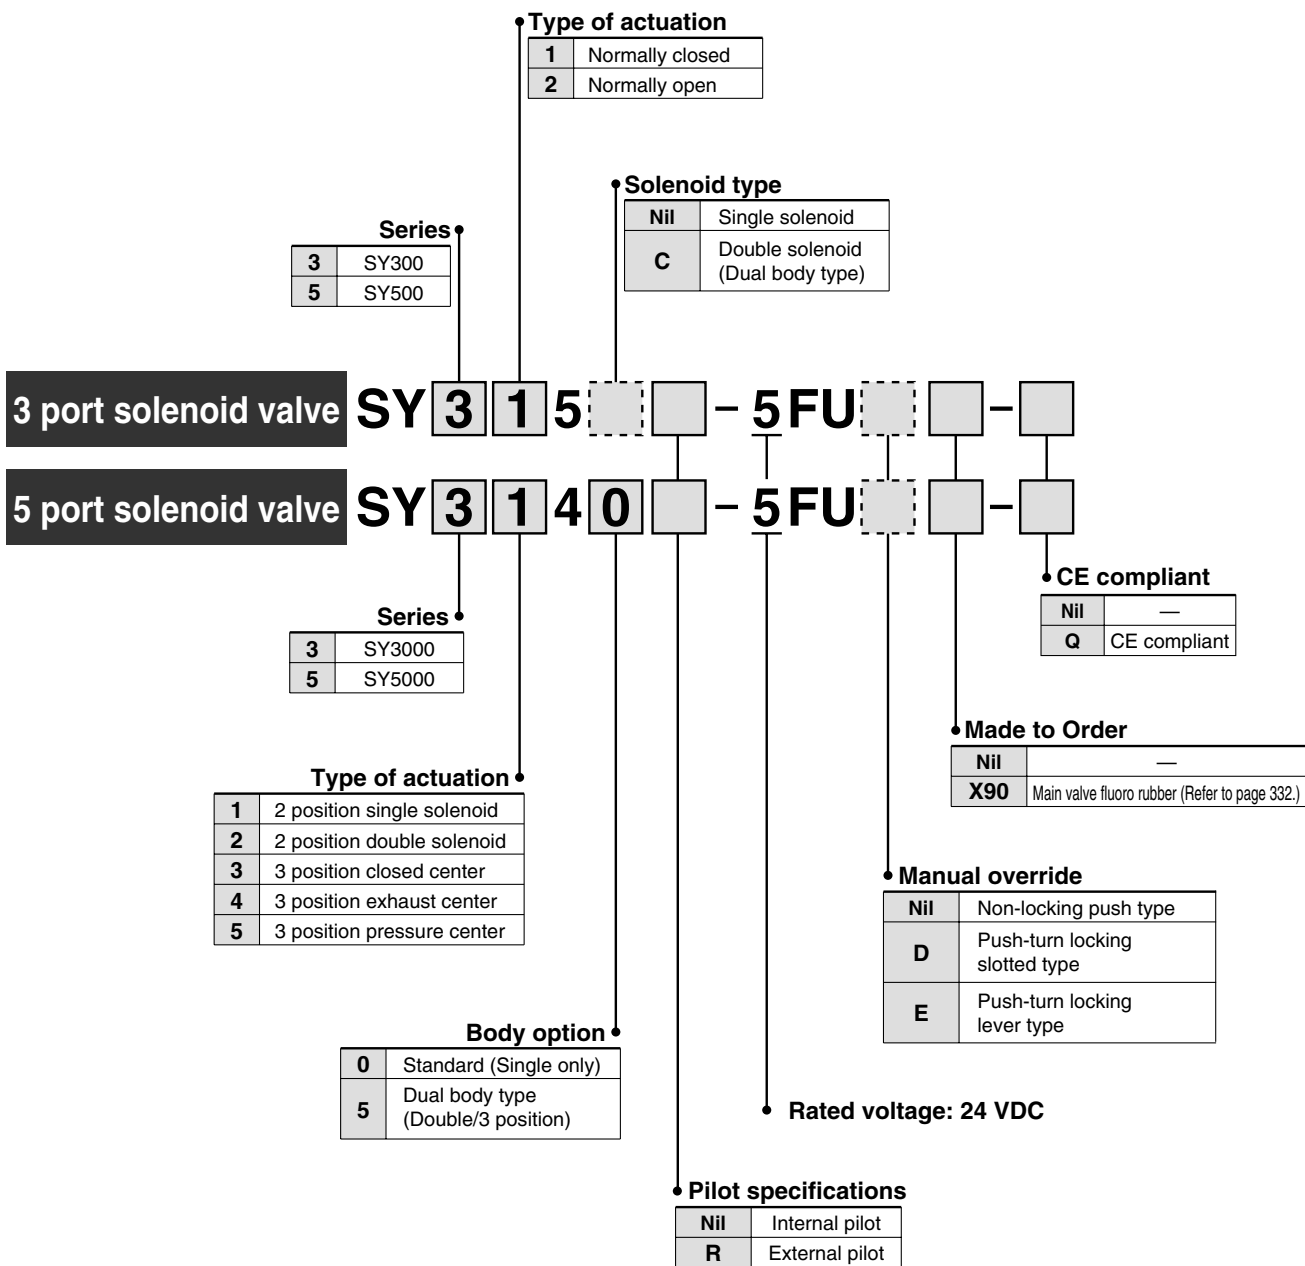 Type of actuation
1 Normally closed
2 Normally open
Solenoid type
Nil Single solenoid
C Double solenoid
(Dual body type)
Series
3 SY300
5 SY500
3 port solenoid valve SY 3 1 5 – 5 FU –
5 port solenoid valve SY 3 1 4 0 – 5 FU –
CE compliant
Nil —
Q CE compliant
Series
3 SY3000
5 SY5000
Made to Order
Nil —
X90 Main valve fluoro rubber (Refer to page 332.)
Type of actuation
1 2 position single solenoid
2 2 position double solenoid
3 3 position closed center
4 3 position exhaust center
5 3 position pressure center
Manual override
Nil Non-locking push type
D Push-turn locking
slotted type
E Push-turn locking
lever type
Body option
0 Standard (Single only)
5 Dual body type
(Double/3 position)
Rated voltage: 24 VDC
Pilot specifications
Nil Internal pilot
R External pilot